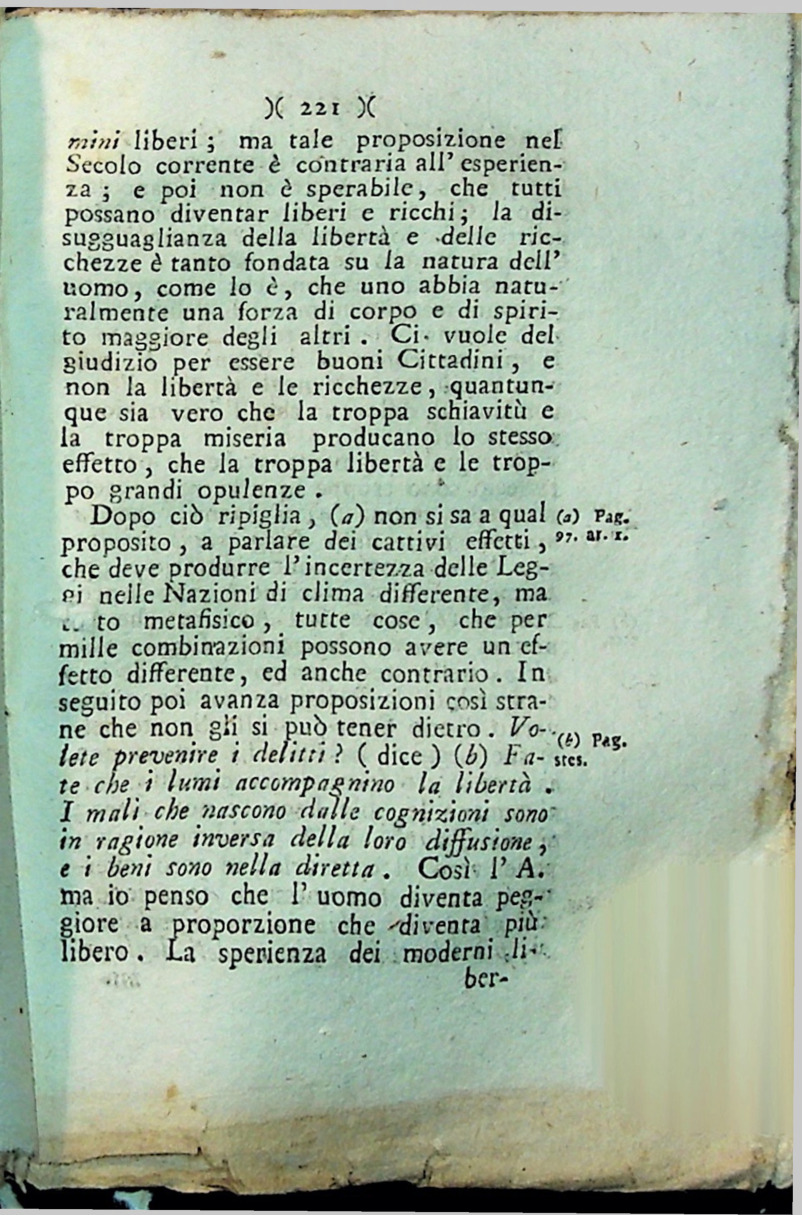 )( 221 )(
mini liberi ; ma tale proposizione nel
Secolo corrente è contraria all' esperien-
za ; e poi non è sperabile, che tutti
possano diventar liberi e ricchi ; la di-
sugguaglianza della libertà e delle ric-
chezze è tanto fondata su la natura dell'
uomo, come lo è, che uno abbia natu-
ralmente una forza di corpo e di spiri-
to maggiore degli altri . Ci vuole del
giudizio per essere buoni Cittadini , e
non la libertà e le ricchezze, quantun-
que sia vero che la troppa schiavitù e
la troppa miseria producano lo stesso
effetto , che la troppa libertà e le trop-
po grandi opulenze .
Dopo ciò ripiglia , (a) non si sa a qual
(a) Pag.
proposito , a parlare dei cattivi effetti ,
97. ar. 1.
che deve produrre l' incertezza delle Leg-
gi nelle Nazioni di clima differente, ma
to metafisico , tutte cose , che per
mille combinazioni possono avere un ef-
fetto differente, ed anche contrario . In
seguito poi avanza proposizioni così stra-
ne che non gli si può tener dietro . Vo-
(b) Pag.
lete prevenire i delitti ? ( dice ) (b) Fa-
stes.
te che i lumi accompagnino la libertà .
I mali che nascono dalle cognizioni sono
in ragione inversa della loro diffusione ,
e i beni sono nella diretta . Così l' A.
ma io penso che l' uomo diventa peg-
giore a proporzione che diventa più
libero . La sperienza dei moderni li-
ber-